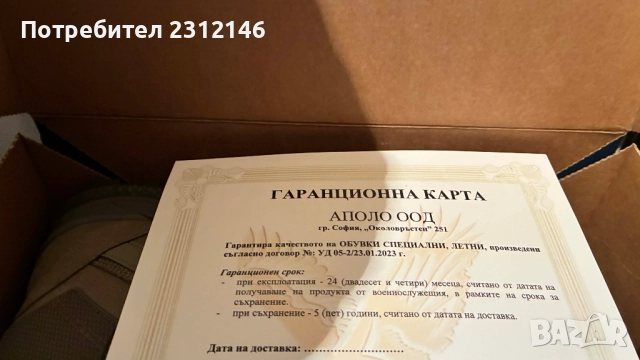 Потребител 2312146
ГАРАНЦИОННА КАРТА
АПОЛО ООД
гр. София, „Околовръстен" 251
Гарантира качеството на ОБУВКИ СПЕЦИАЛНИ, ЛЕТНИ, произведени
съгласно договор №: УД 05-2/23.01.2023 г.
Гаранционен срок:
- при експлоатация - 24 (двадесет и четири) месеца, считано от датата на
получаване на продукта от военнослужещия, в рамките на срока за
съхранение.
- при съхранение - 5 (пет) години, считано от датата на доставка.
Дата на доставка: ........................
BAZAR